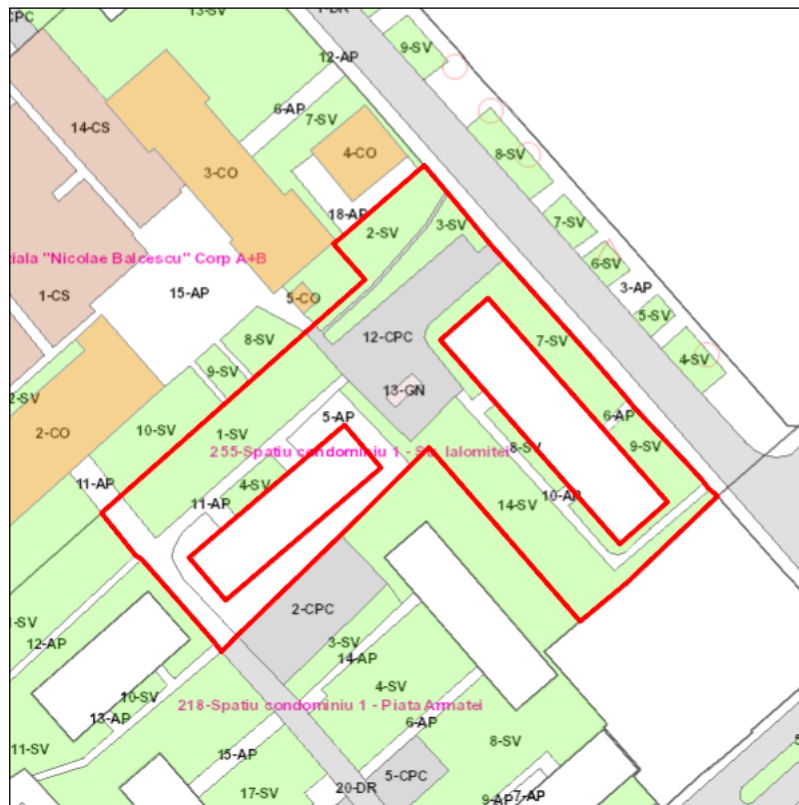 CPC
13-SV
1-DR
9-SV
12-AP
6-AP
7-SV
14-CS
4-CO
8-SV
3-CO
18-AP
2-SV
3-SV
7-SV
6-SV
ziala "Nicolae Balcescu" Corp A+B
3-AP
15-AP
1-CS
5-CO
5-SV
8-SV
12-CPC
7-SV
4-SV
9-SV
13-GN
2-SV
5-AP
6-AP
2-CO
10-SV
1-SV
8-SV
9-SV
255-Spatiu condominiu 1 - Str. Ialomitei
11-AP
4-SV
11-AP
10-AP
14-SV
2-CPC
1-SV
12-AP
3-SV
14-AP
4-SV
10-SV
218-Spatiu condominiu 1 - Piata Armatei
13-AP
6-AP
11-SV
15-AP
8-SV
5-CPC
20-DR
17-SV
9-AP
7-AP